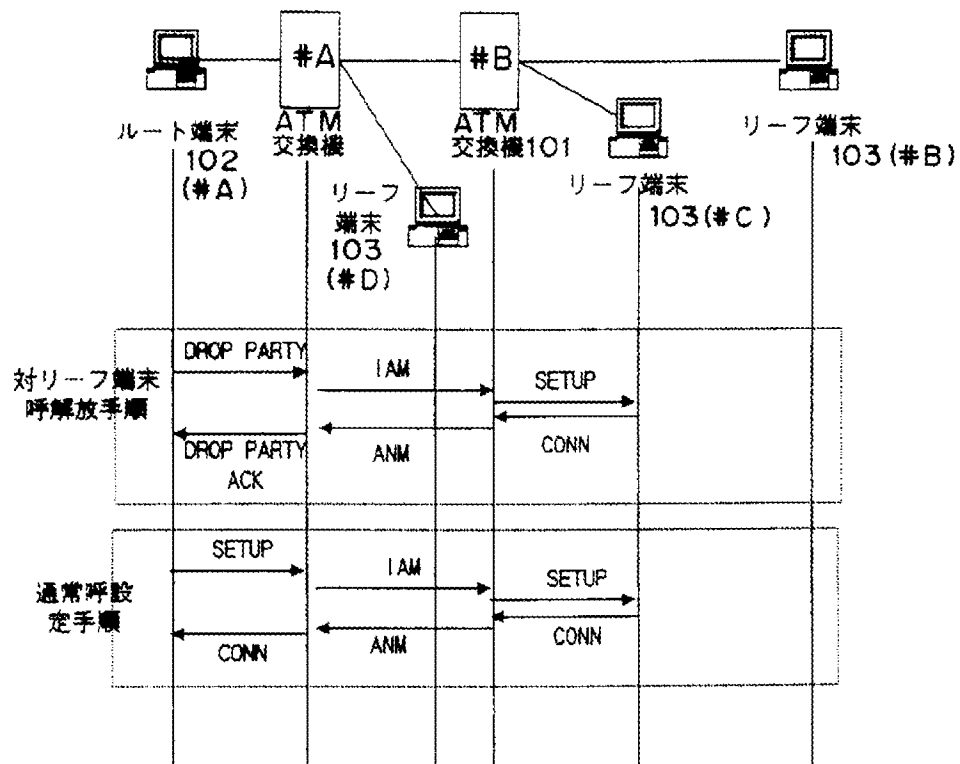 #A
#B
ルート端末
102
(#A)
ATM
交換機
ATM
交換機101
リーフ端末
103(#B)
リーフ端末
103(#C)
リーフ
端末
103
(#D)
対リーフ端末
呼解放手順
DROP PARTY
IAM
SETUP
CONN
ANM
DROP PARTY
ACK
通常呼設
定手順
SETUP
IAM
SETUP
CONN
ANM
CONN